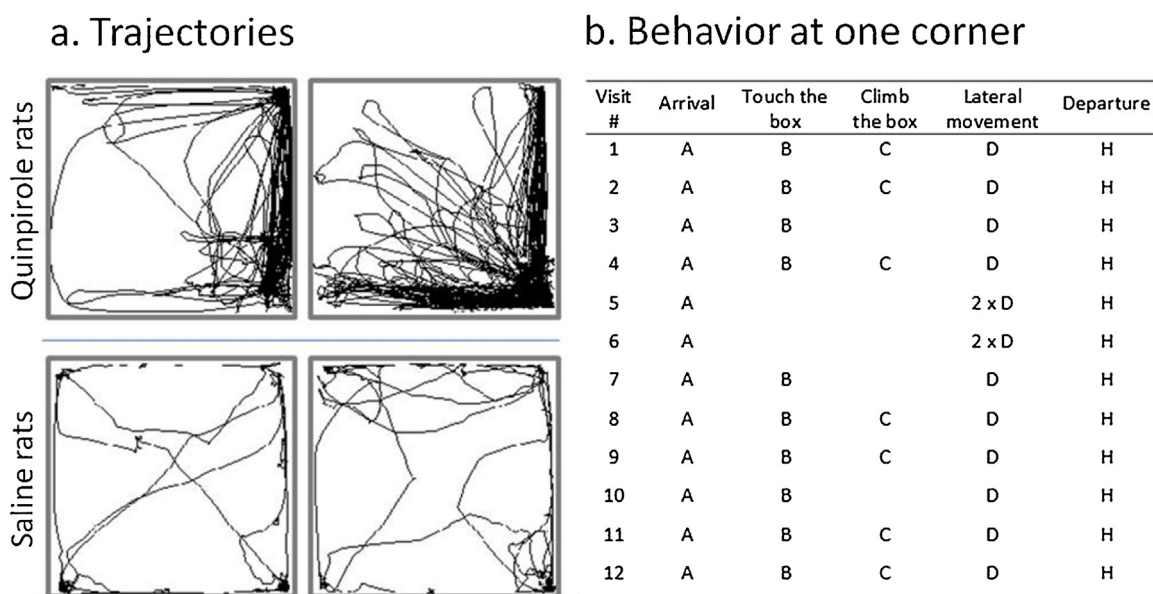 a. Trajectories
Quinpirole rats
Saline rats
b. Behavior at one corner
Visit # Arrival Touch the box Climb the box Lateral movement Departure
1 A B C D H
2 A B C D H
3 A B D H
4 A B C D H
5 A 2 x D H
6 A 2 x D H
7 A B D H
8 A B C D H
9 A B C D H
10 A B D H
11 A B C D H
12 A B C D H